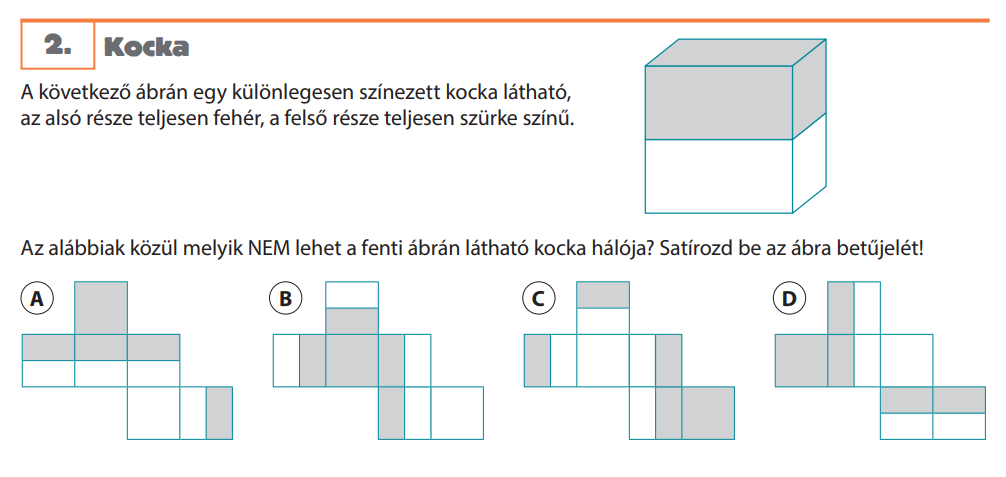 2. Kocka
A következő ábrán egy különlegesen színezett kocka látható,
az alsó része teljesen fehér, a felső része teljesen szürke színű.
Az alábbiak közül melyik NEM lehet a fenti ábrán látható kocka hálója? Satírozd be az ábra betűjelét!
A B C D